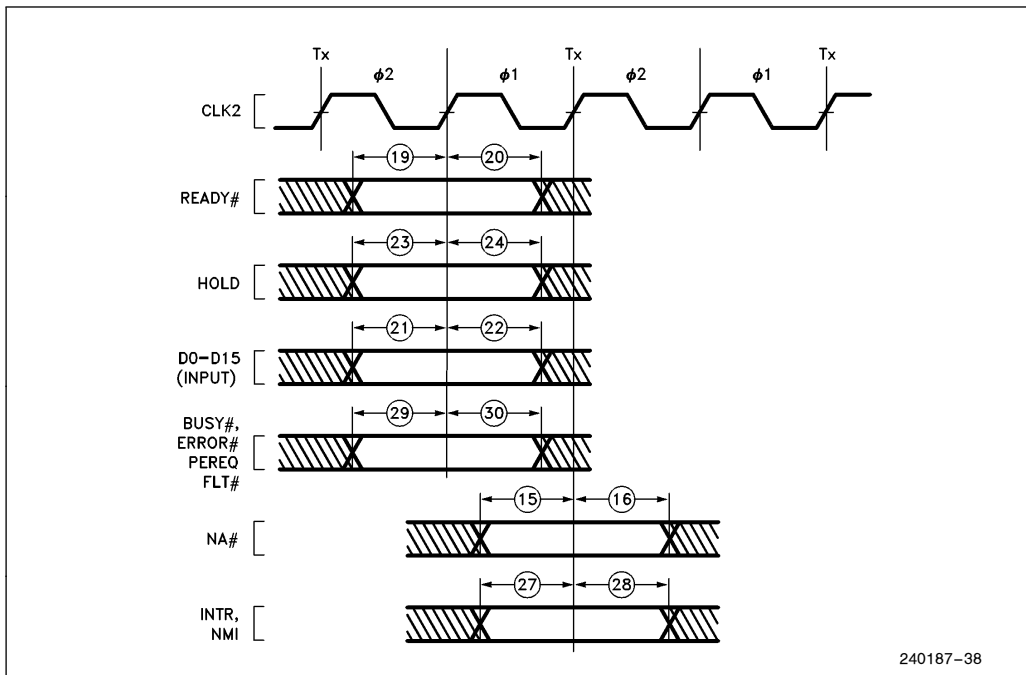 Tx Tx Tx
ϕ2 ϕ1 ϕ2 ϕ1
CLK2
19 20
READY#
23 24
HOLD
21 22
D0–D15
(INPUT)
29 30
BUSY#,
ERROR#
PEREQ
FLT#
15 16
NA#
27 28
INTR,
NMI
240187–38